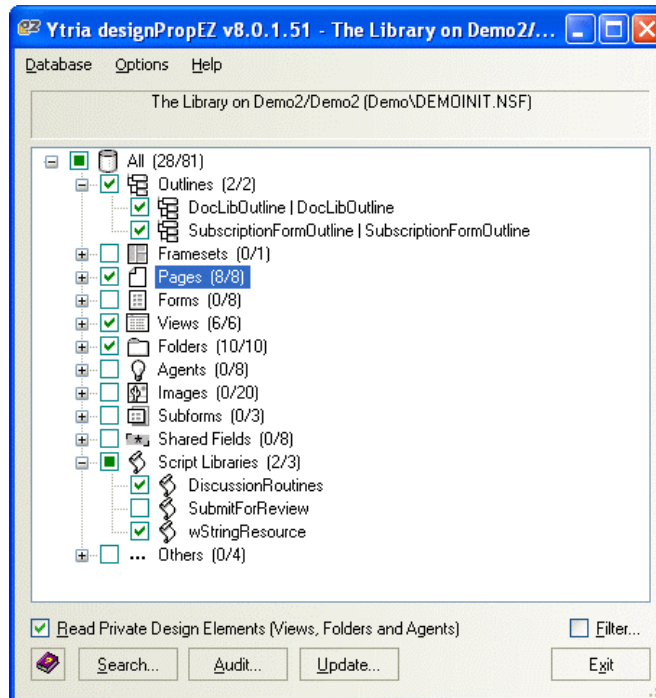 Ytria designPropEZ v8.0.1.51 - The Library on Demo2/...
Database Options Help
The Library on Demo2/Demo2 (Demo\DEMOINIT.NSF)
All (28/81)
Outlines (2/2)
DocLibOutline | DocLibOutline
SubscriptionFormOutline | SubscriptionFormOutline
Framesets (0/1)
Pages (8/8)
Forms (0/8)
Views (6/6)
Folders (10/10)
Agents (0/8)
Images (0/20)
Subforms (0/3)
Shared Fields (0/8)
Script Libraries (2/3)
DiscussionRoutines
SubmitForReview
wStringResource
... Others (0/4)
Read Private Design Elements (Views, Folders and Agents) Filter...
Search... Audit... Update... Exit